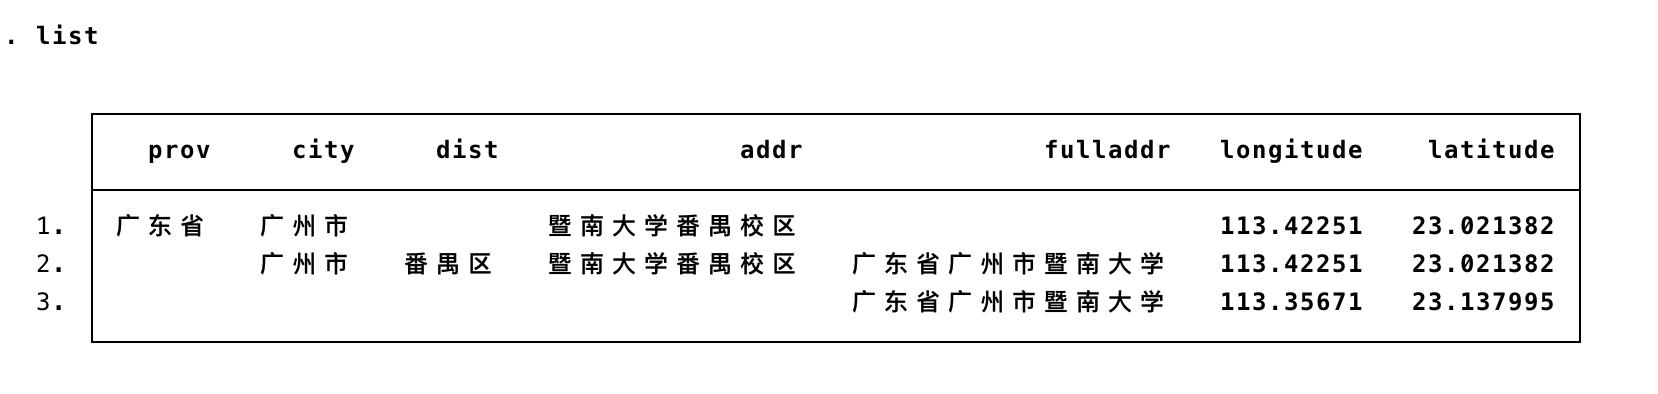 . list
prov city dist addr fulladdr longitude latitude
1. 广东省 广州市 暨南大学番禺校区 113.42251 23.021382
2. 广州市 番禺区 暨南大学番禺校区 广东省广州市暨南大学 113.42251 23.021382
3. 广东省广州市暨南大学 113.35671 23.137995